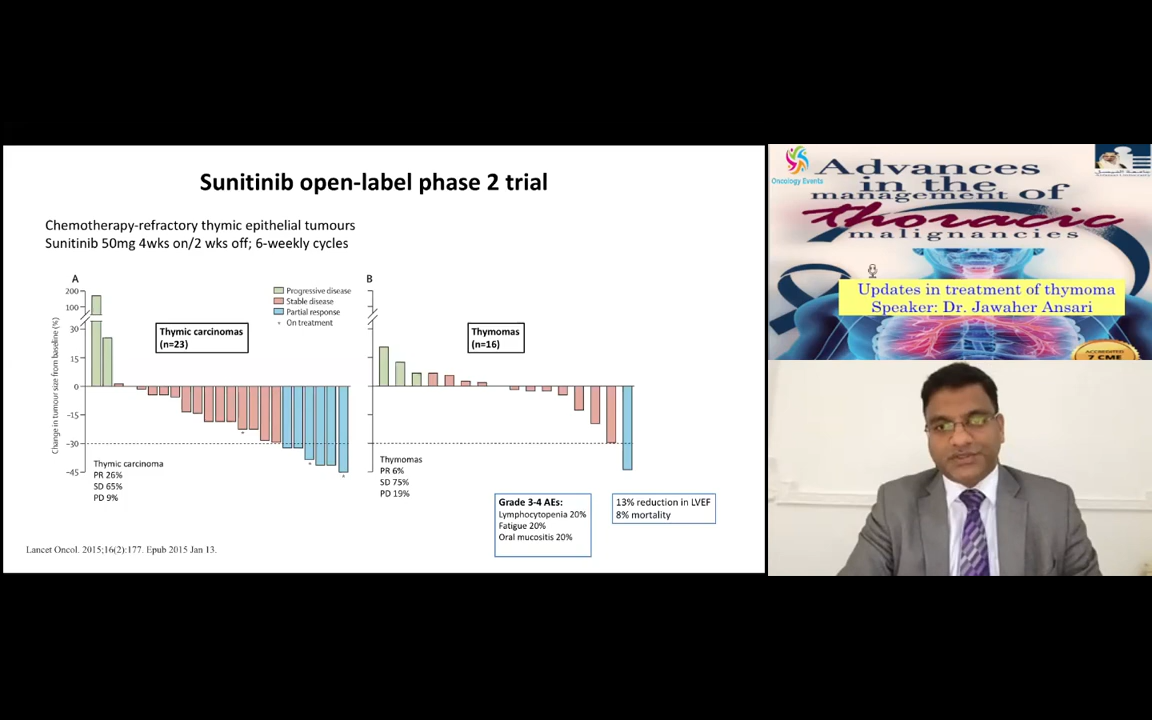 Sunitinib open-label phase 2 trial
Chemotherapy-refractory thymic epithelial tumours
Sunitinib 50mg 4wks on/2 wks off; 6-weekly cycles
A
B
Change in tumour size from baseline (%)
200
100
30
15
0
-15
-30
-45
Progressive disease
Stable disease
Partial response
* On treatment
Thymic carcinomas
(n=23)
Thymomas
(n=16)
Thymic carcinoma
PR 26%
SD 65%
PD 9%
Thymomas
PR 6%
SD 75%
PD 19%
Grade 3-4 AEs:
Lymphocytopenia 20%
Fatigue 20%
Oral mucositis 20%
13% reduction in LVEF
8% mortality
Lancet Oncol. 2015;16(2):177. Epub 2015 Jan 13.
Oncology Events
Advances
in the
management of
thoracic
malignancies
Updates in treatment of thymoma
Speaker: Dr. Jawaher Ansari
ACCREDITED
7 CME